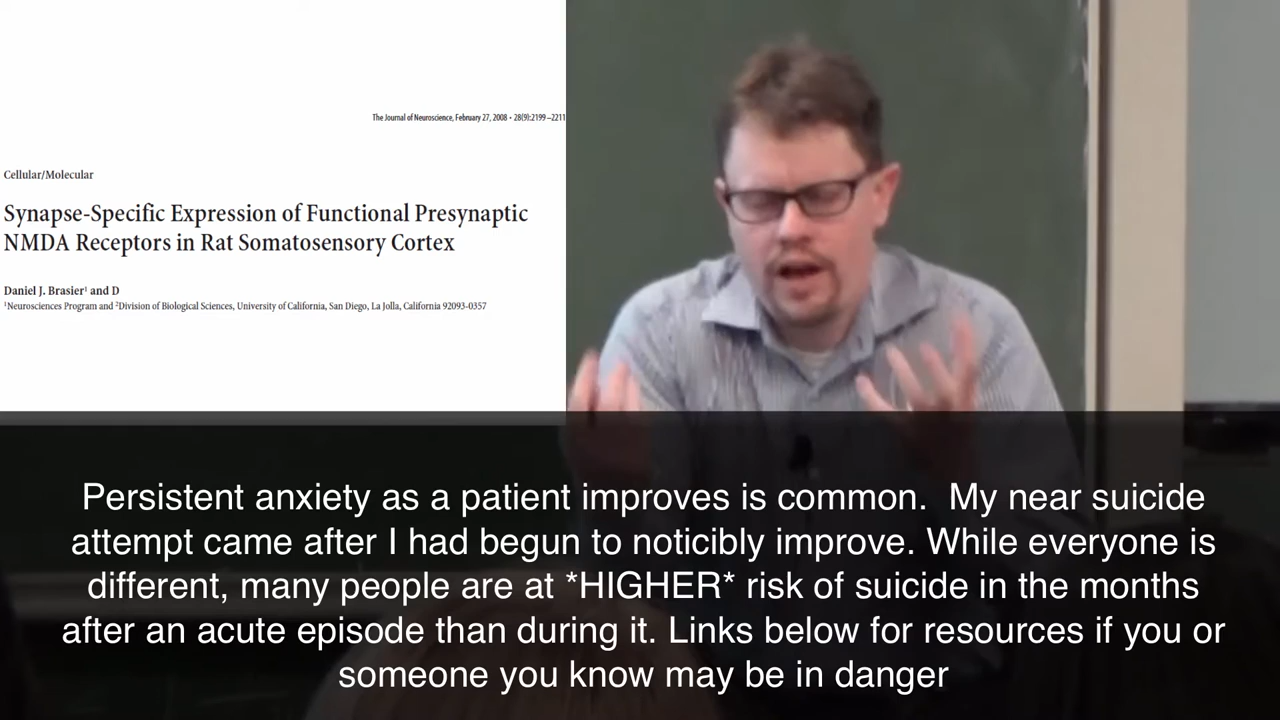 The Journal of Neuroscience, February 27, 2008 • 28(9):2199–2211
Cellular/Molecular
Synapse-Specific Expression of Functional Presynaptic
NMDA Receptors in Rat Somatosensory Cortex
Daniel J. Brasier1 and D
1Neurosciences Program and 2Division of Biological Sciences, University of California, San Diego, La Jolla, California 92093-0357
Persistent anxiety as a patient improves is common.  My near suicide
attempt came after I had begun to noticibly improve. While everyone is
different, many people are at *HIGHER* risk of suicide in the months
after an acute episode than during it. Links below for resources if you or
someone you know may be in danger